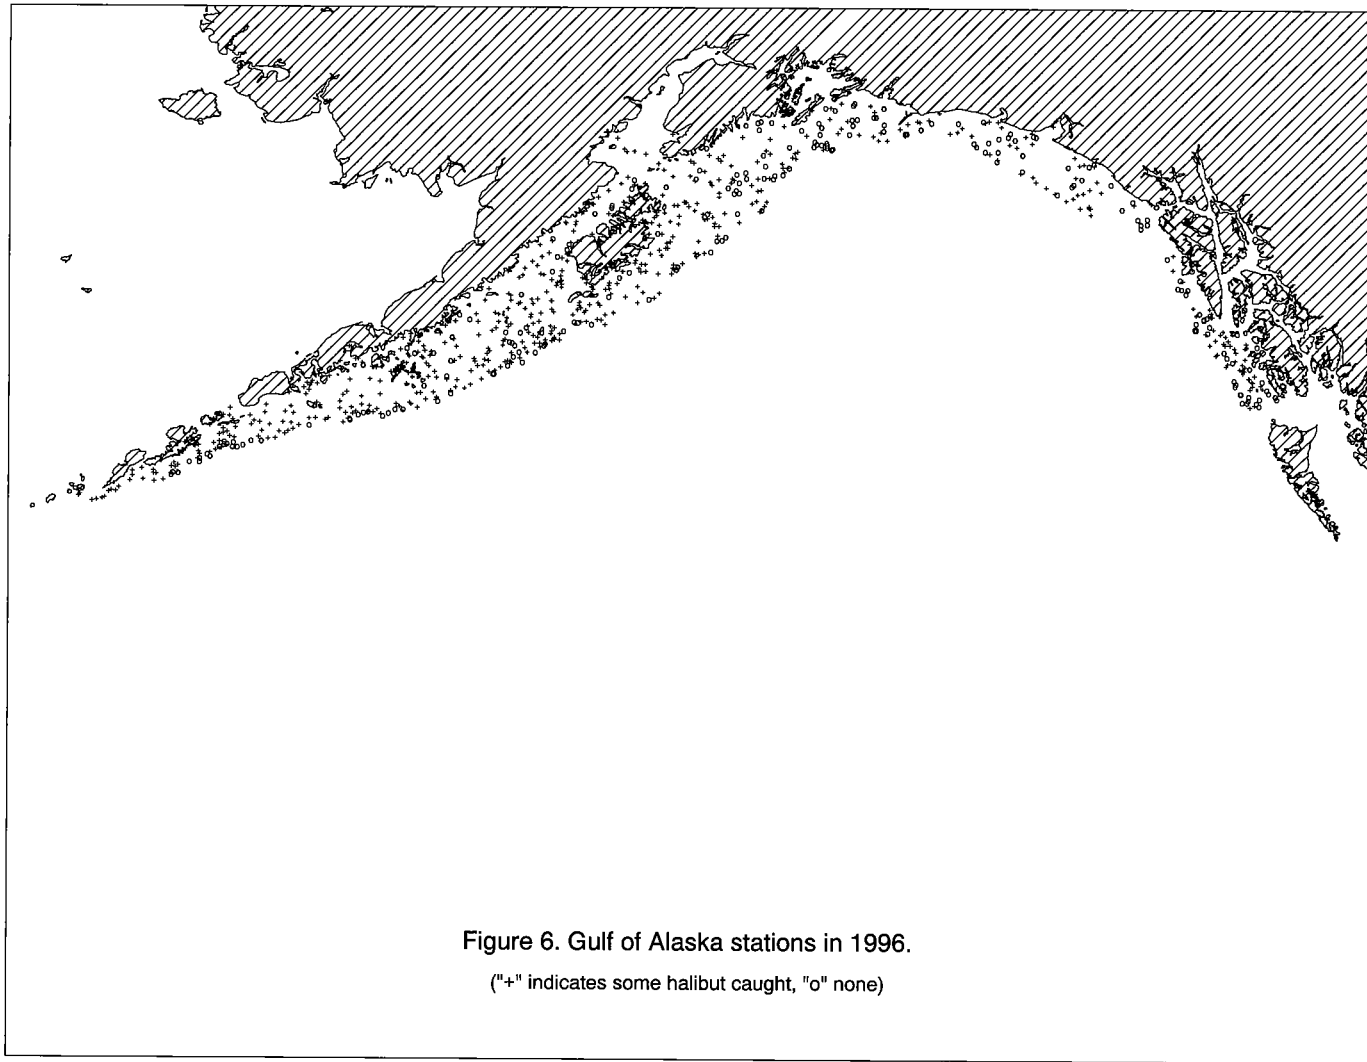 Figure 6. Gulf of Alaska stations in 1996.
("+" indicates some halibut caught, "o" none)